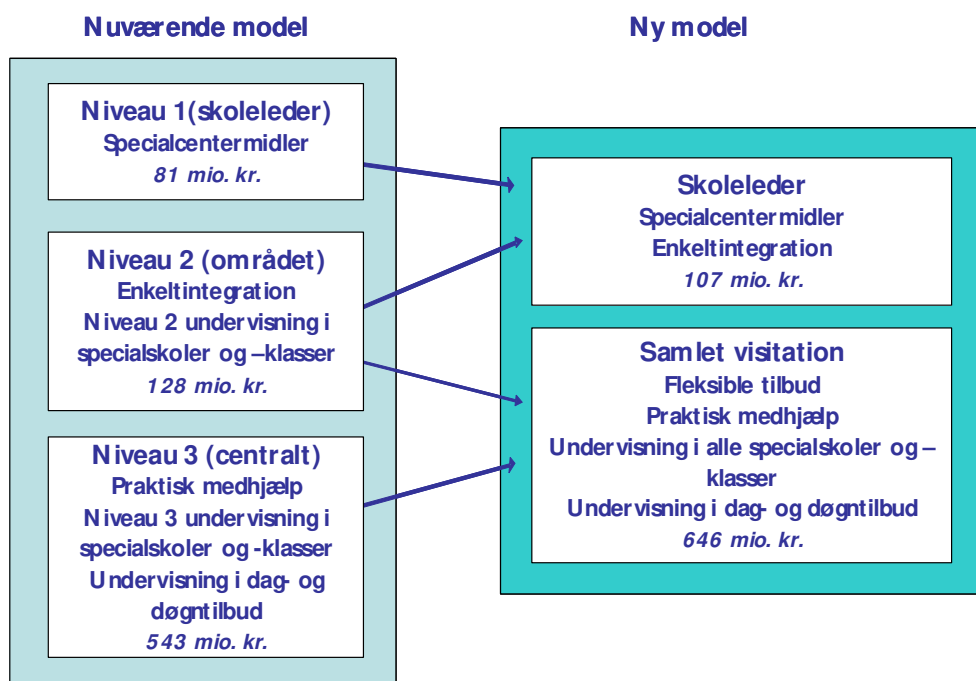 Nuværende model
Niveau 1(skoleleder)
Specialcentermidler
81 mio. kr.
Niveau 2 (området)
Enkeltintegration
Niveau 2 undervisning i
specialskoler og –klasser
128 mio. kr.
Niveau 3 (centralt)
Praktisk medhjælp
Niveau 3 undervisning i
specialskoler og -klasser
Undervisning i dag- og
døgntilbud
543 mio. kr.
Ny model
Skoleleder
Specialcentermidler
Enkeltintegration
107 mio. kr.
Samlet visitation
Fleksible tilbud
Praktisk medhjælp
Undervisning i alle specialskoler og –
klasser
Undervisning i dag- og døgntilbud
646 mio. kr.